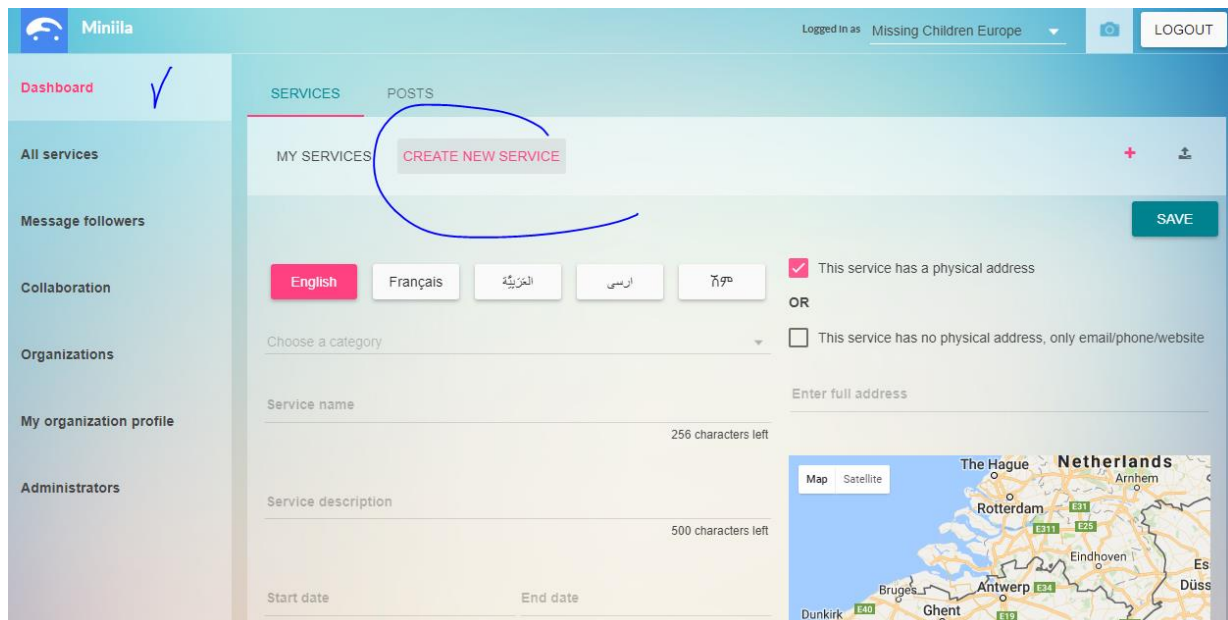 Miniila
Logged in as Missing Children Europe
LOGOUT
Dashboard
All services
Message followers
Collaboration
Organizations
My organization profile
Administrators
SERVICES POSTS
MY SERVICES CREATE NEW SERVICE
SAVE
English Français العَرَبِيَّة ارسی አማ
Choose a category
Service name
256 characters left
Service description
500 characters left
Start date End date
This service has a physical address
OR
This service has no physical address, only email/phone/website
Enter full address
Map Satellite
The Hague Netherlands
Arnhem
Rotterdam E31
E311 E25
Eindhoven
Es
Bruges Antwerp E34 Düss
Dunkirk E40 Ghent E19